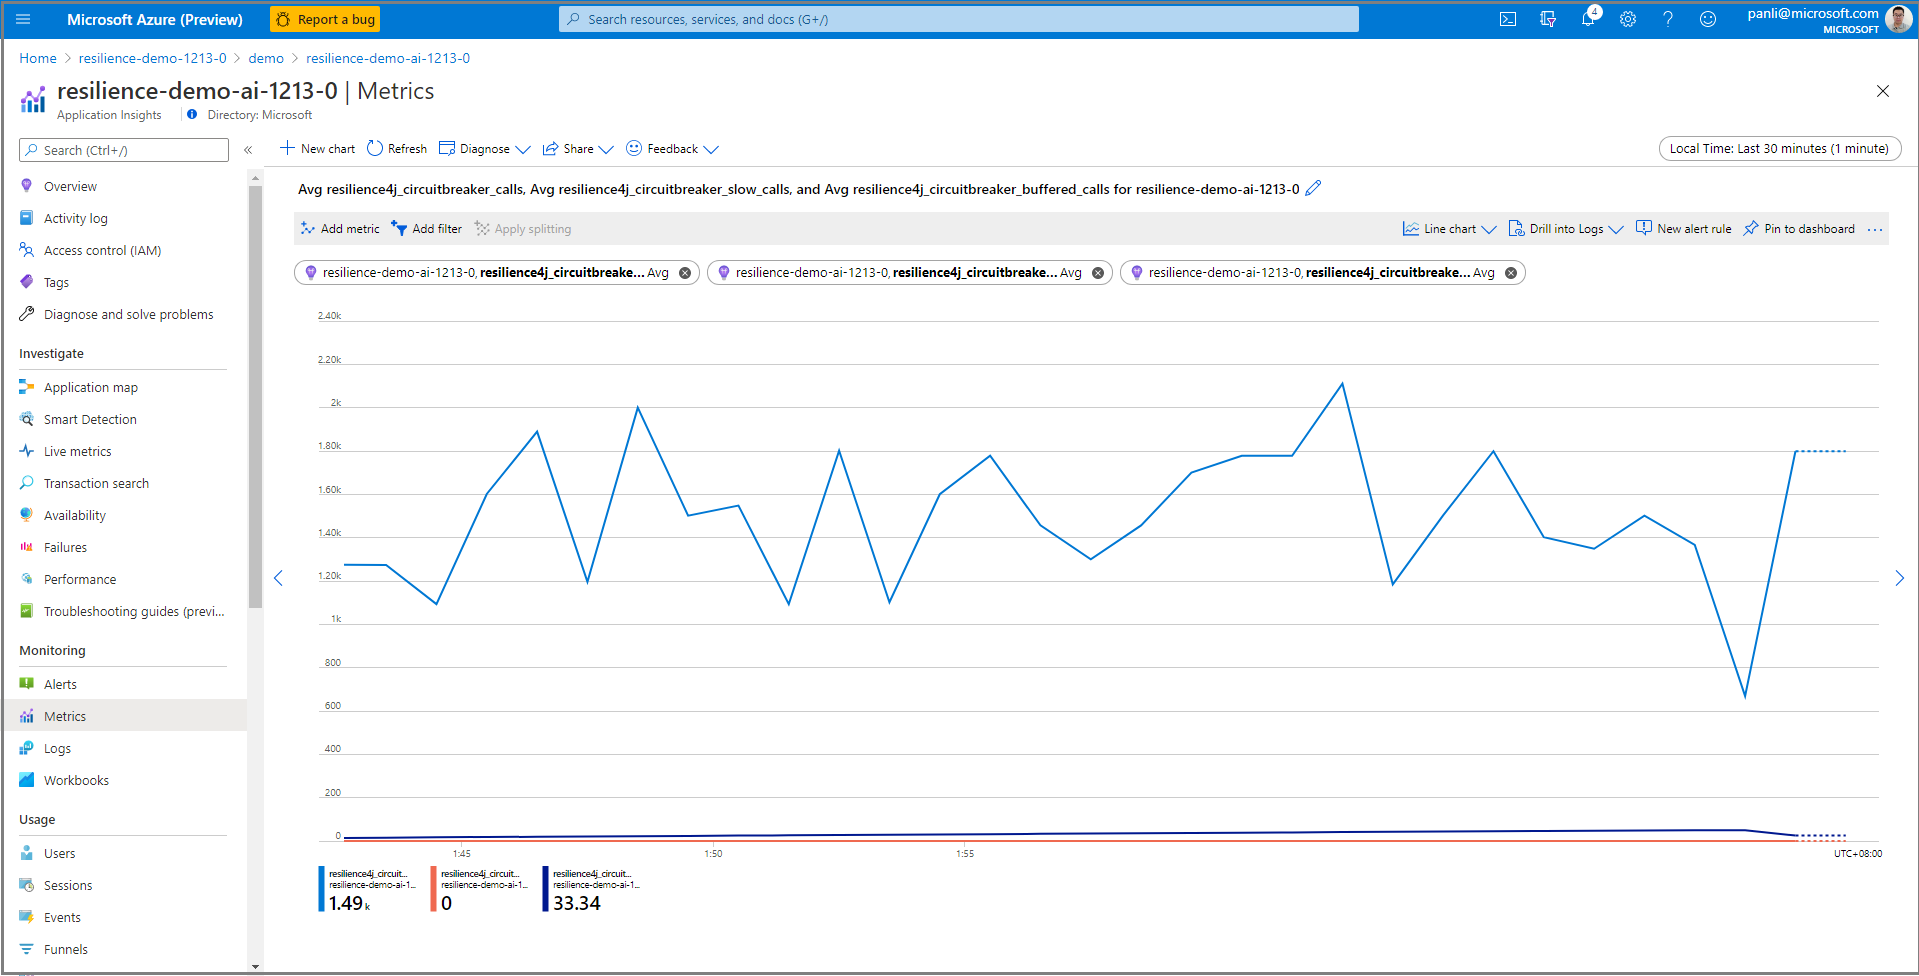 Microsoft Azure (Preview)
Report a bug
Search resources, services, and docs (G+/)
4
panli@microsoft.com
MICROSOFT
Home > resilience-demo-1213-0 > demo > resilience-demo-ai-1213-0
resilience-demo-ai-1213-0 | Metrics
Application Insights
Directory: Microsoft
Search (Ctrl+/)
Overview
Activity log
Access control (IAM)
Tags
Diagnose and solve problems
Investigate
Application map
Smart Detection
Live metrics
Transaction search
Availability
Failures
Performance
Troubleshooting guides (previ...
Monitoring
Alerts
Metrics
Logs
Workbooks
Usage
Users
Sessions
Events
Funnels
New chart
Refresh
Diagnose
Share
Feedback
Local Time: Last 30 minutes (1 minute)
Avg resilience4j_circuitbreaker_calls, Avg resilience4j_circuitbreaker_slow_calls, and Avg resilience4j_circuitbreaker_buffered_calls for resilience-demo-ai-1213-0
Add metric
Add filter
Apply splitting
Line chart
Drill into Logs
New alert rule
Pin to dashboard
resilience-demo-ai-1213-0, resilience4j_circuitbreake... Avg
resilience-demo-ai-1213-0, resilience4j_circuitbreake... Avg
resilience-demo-ai-1213-0, resilience4j_circuitbreake... Avg
2.40k
2.20k
2k
1.80k
1.60k
1.40k
1.20k
1k
800
600
400
200
0
1:45
1:50
1:55
UTC+08:00
resilience4j_circuit...
resilience-demo-ai-1...
1.49 k
resilience4j_circuit...
resilience-demo-ai-1...
0
resilience4j_circuit...
resilience-demo-ai-1...
33.34